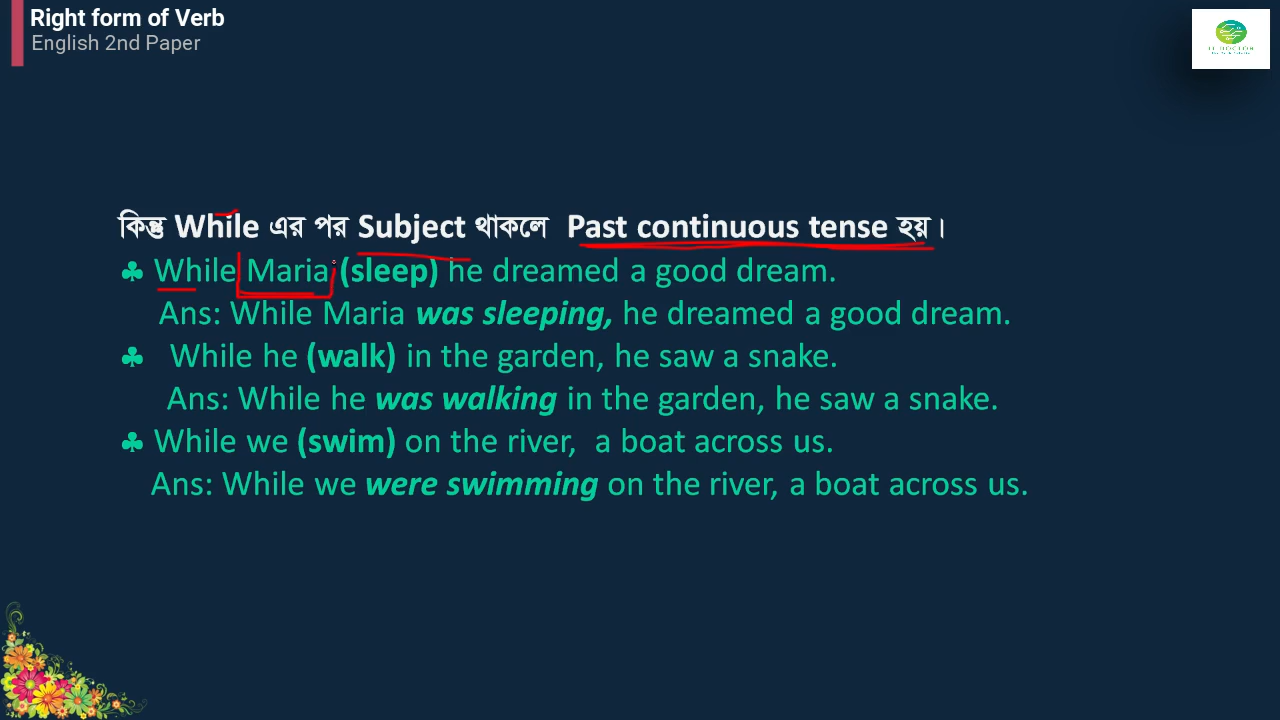 Right form of Verb
English 2nd Paper
কিন্তু While এর পর Subject থাকলে Past continuous tense হয়।
♣ While Maria (sleep) he dreamed a good dream.
Ans: While Maria was sleeping, he dreamed a good dream.
♣ While he (walk) in the garden, he saw a snake.
Ans: While he was walking in the garden, he saw a snake.
♣ While we (swim) on the river, a boat across us.
Ans: While we were swimming on the river, a boat across us.